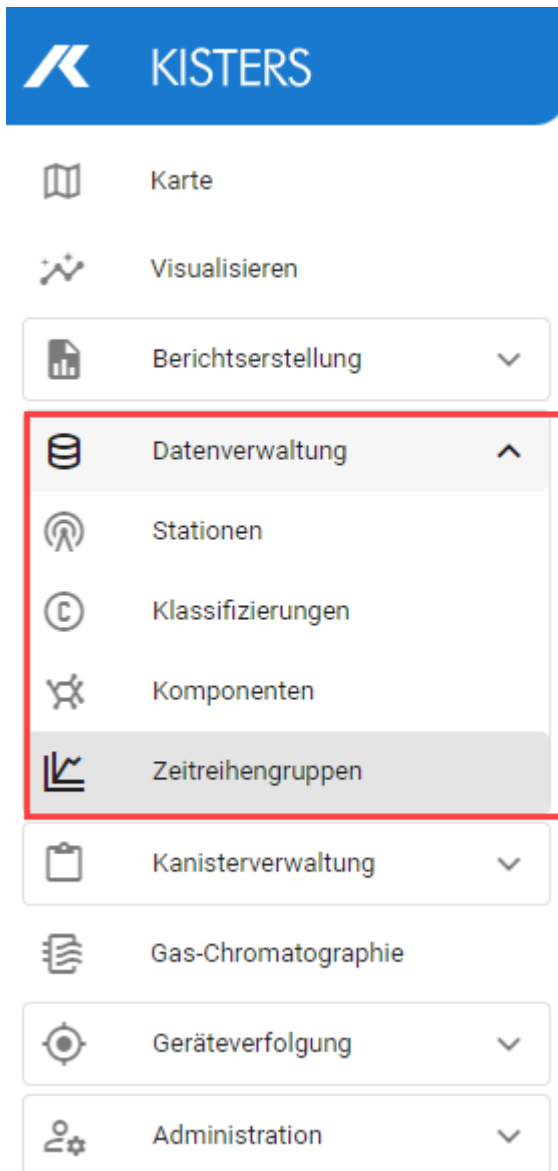 KISTERS
Karte
Visualisieren
Berichtserstellung
Datenverwaltung
Stationen
Klassifizierungen
Komponenten
Zeitreihengruppen
Kanisterverwaltung
Gas-Chromatographie
Geräteverfolgung
Administration